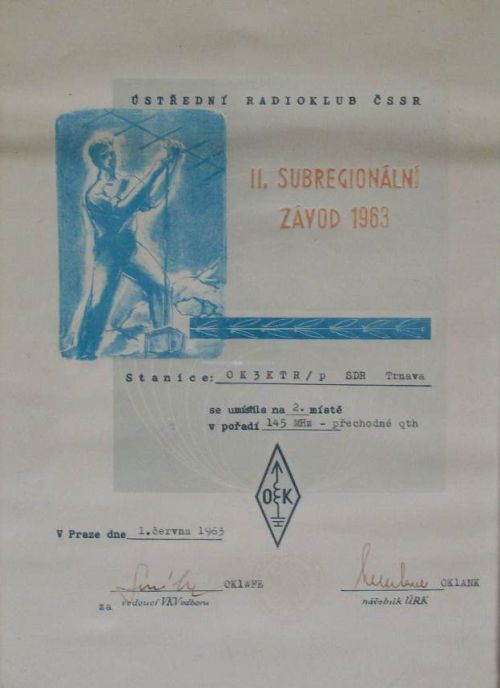 ÚSTŘEDNÍ RADIOKLUB ČSSR
II. SUBREGIONÁLNÍ
ZÁVOD 1963
Stanice: OK3KTR/p SDR Trnava
se umístila na 2. místě
v pořadí 145 MHz - přechodné qth
OK
V Praze dne 1.června 1963
OK1WFE
OK1ANK
za vedoucí VKV odboru
náčelník ÚRK